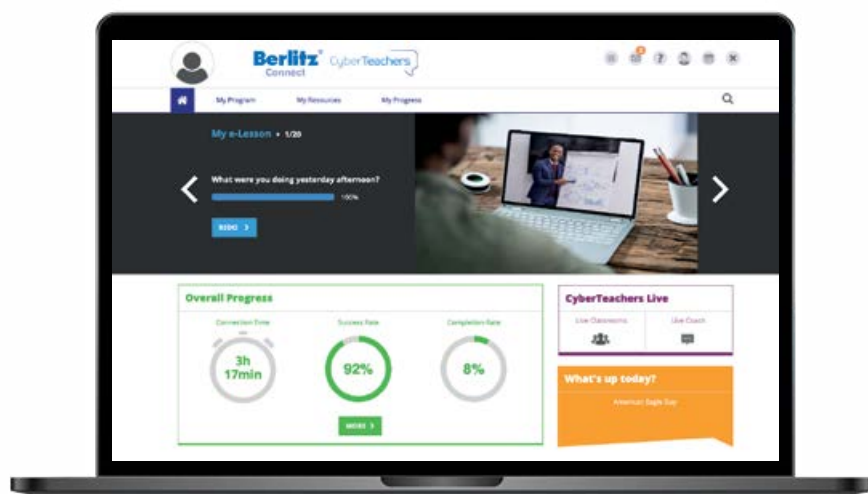 Berlitz® CyberTeachers
Connect
2
?
My Program My Resources My Progress
My e-Lesson • 1/20
What were you doing yesterday afternoon?
100%
REDO >
Overall Progress
Connection Time Success Rate Completion Rate
3h
17min
92%
8%
MORE >
CyberTeachers Live
Live Classrooms Live Coach
What's up today?
American Eagle Day